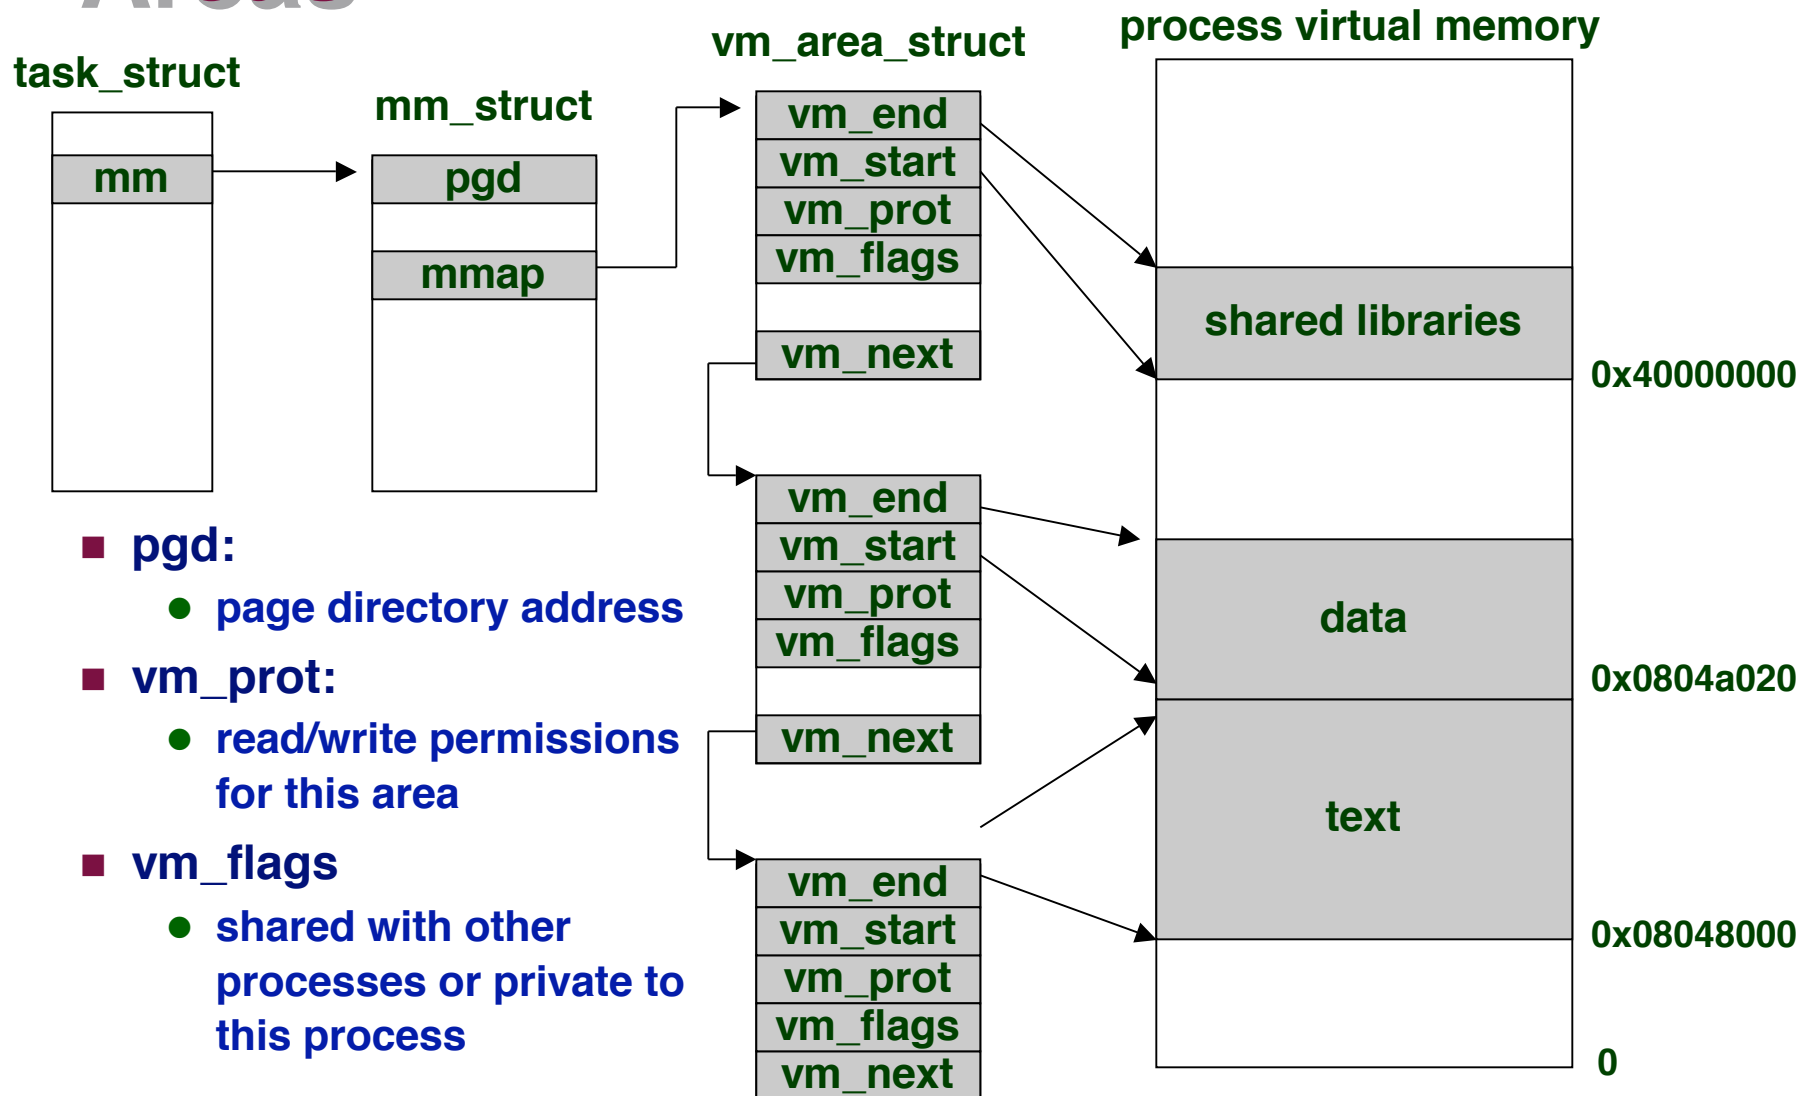 Areas
task_struct
mm
mm_struct
pgd
mmap
vm_area_struct
vm_end
vm_start
vm_prot
vm_flags
vm_next
vm_end
vm_start
vm_prot
vm_flags
vm_next
vm_end
vm_start
vm_prot
vm_flags
vm_next
process virtual memory
shared libraries
0x40000000
data
0x0804a020
text
0x08048000
0
pgd:
page directory address
vm_prot:
read/write permissions
for this area
vm_flags
shared with other
processes or private to
this process